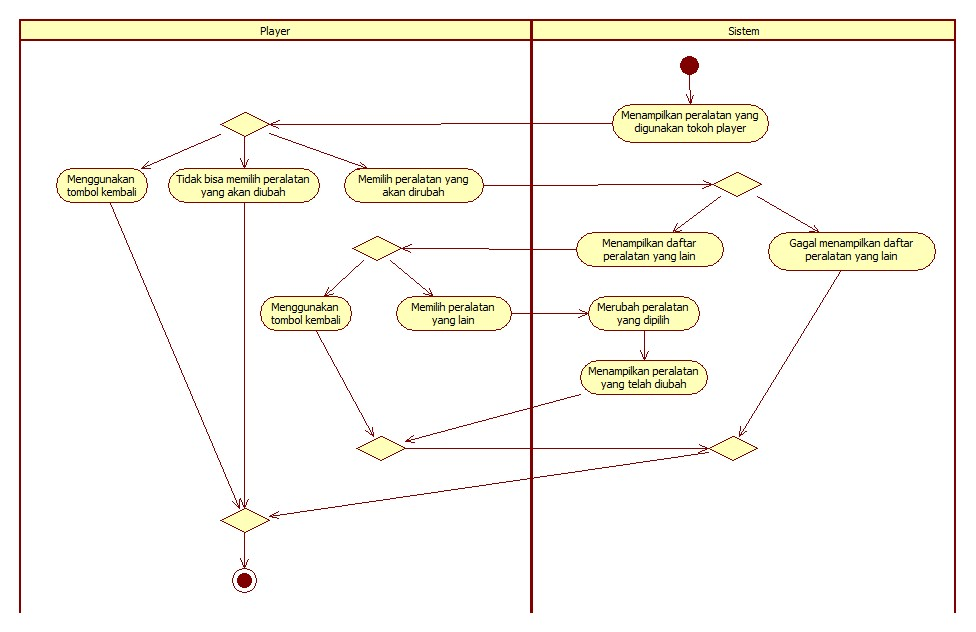 Player
Sistem
Menampilkan peralatan yang
digunakan tokoh player
Menggunakan
tombol kembali
Tidak bisa memilih peralatan
yang akan diubah
Memilih peralatan yang
akan dirubah
Menampilkan daftar
peralatan yang lain
Gagal menampilkan daftar
peralatan yang lain
Menggunakan
tombol kembali
Memilih peralatan
yang lain
Merubah peralatan
yang dipilih
Menampilkan peralatan
yang telah diubah